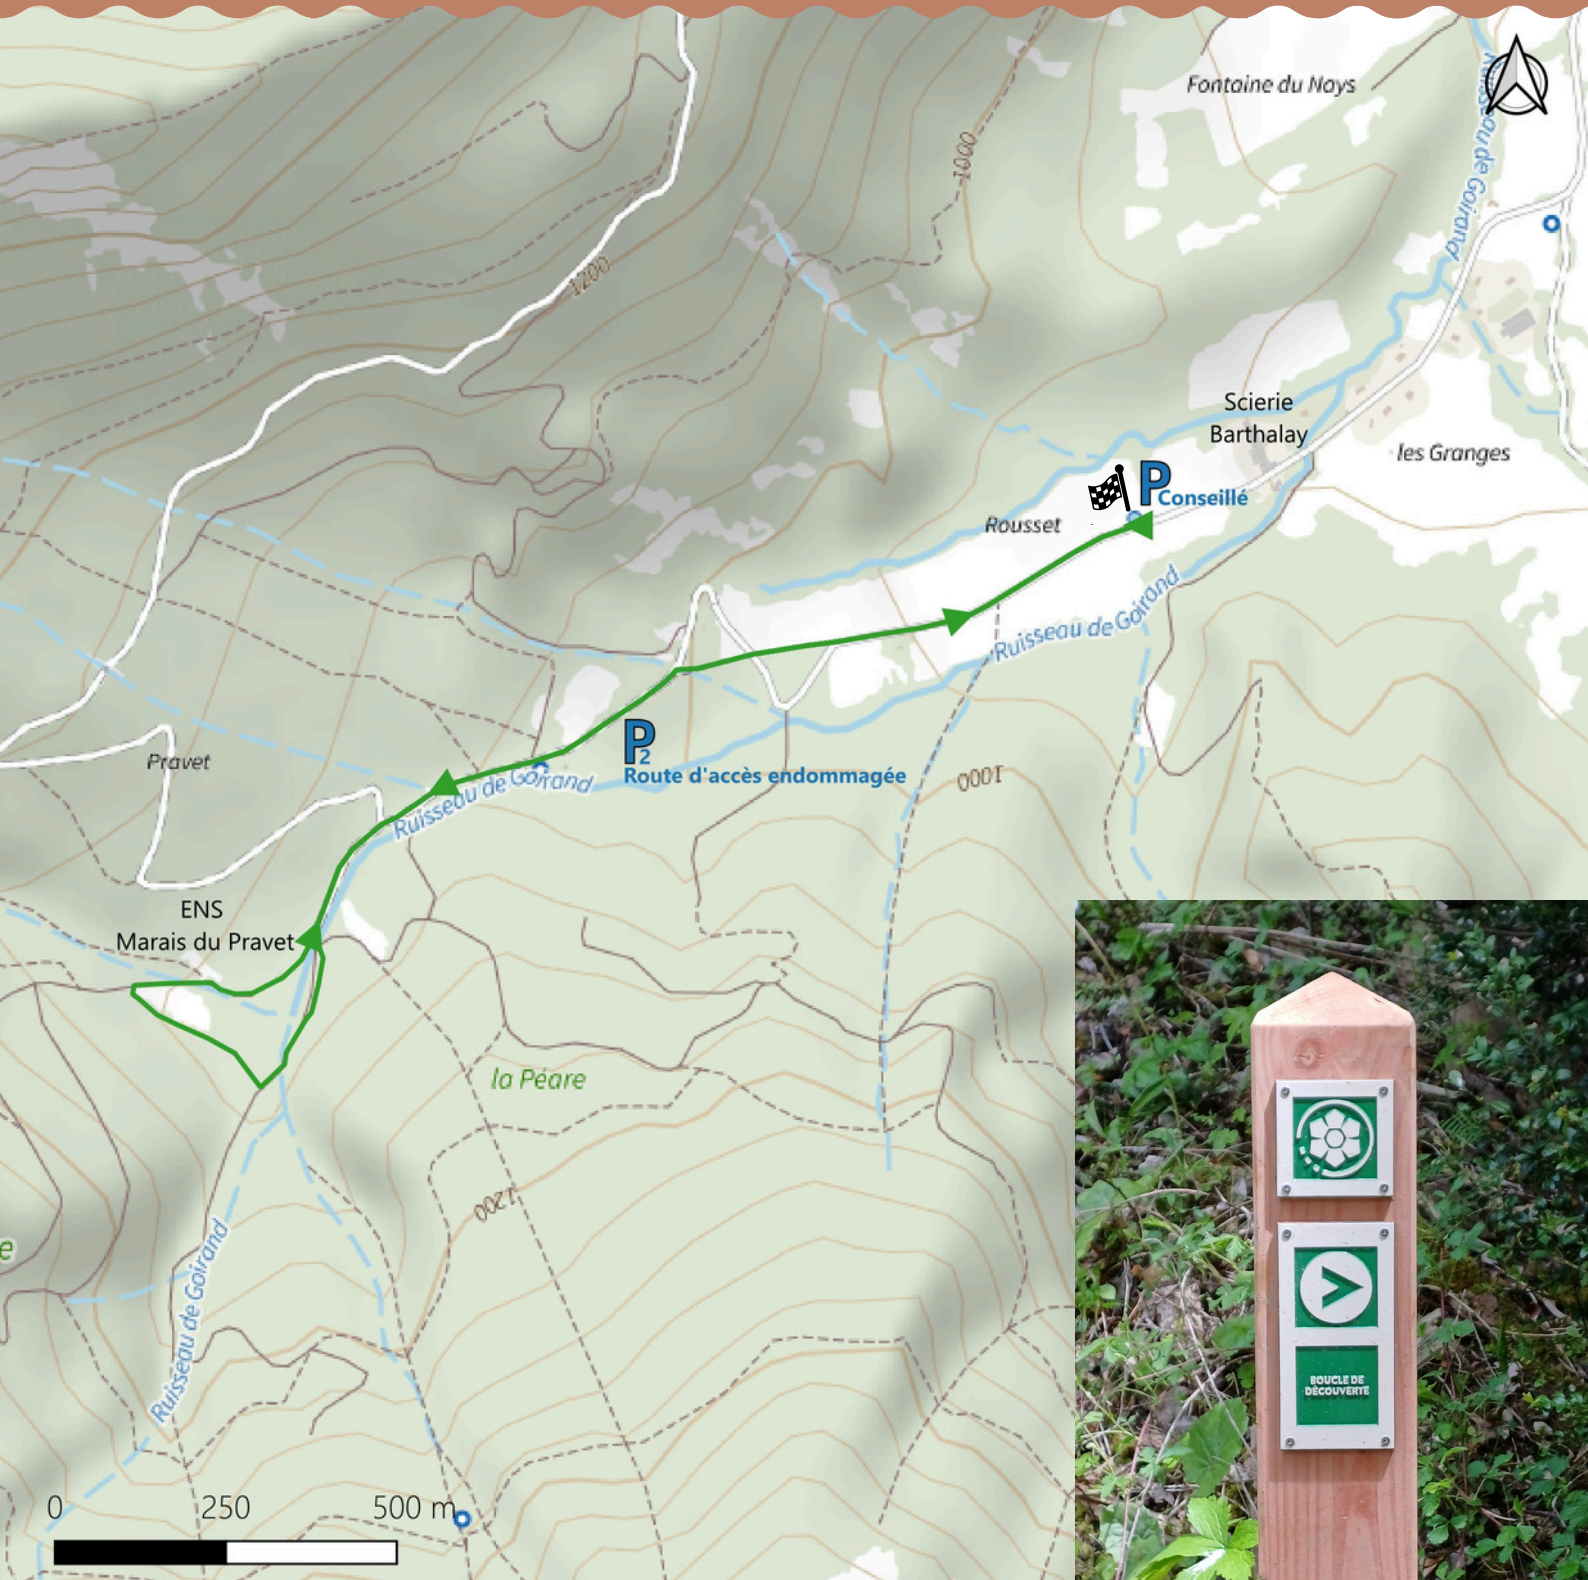 Fontaine du Nays
Ruisseau de Goirand
1000
1200
Scierie
Barthalay
les Granges
P
Conseillé
Rousset
Ruisseau de Goirand
P2
Route d'accès endommagée
1000
Pravet
Ruisseau de Goirand
ENS
Marais du Pravet
la Péare
1200
e
Ruisseau de Goirand
BOUCLE DE
DÉCOUVERTE
0 250 500 m